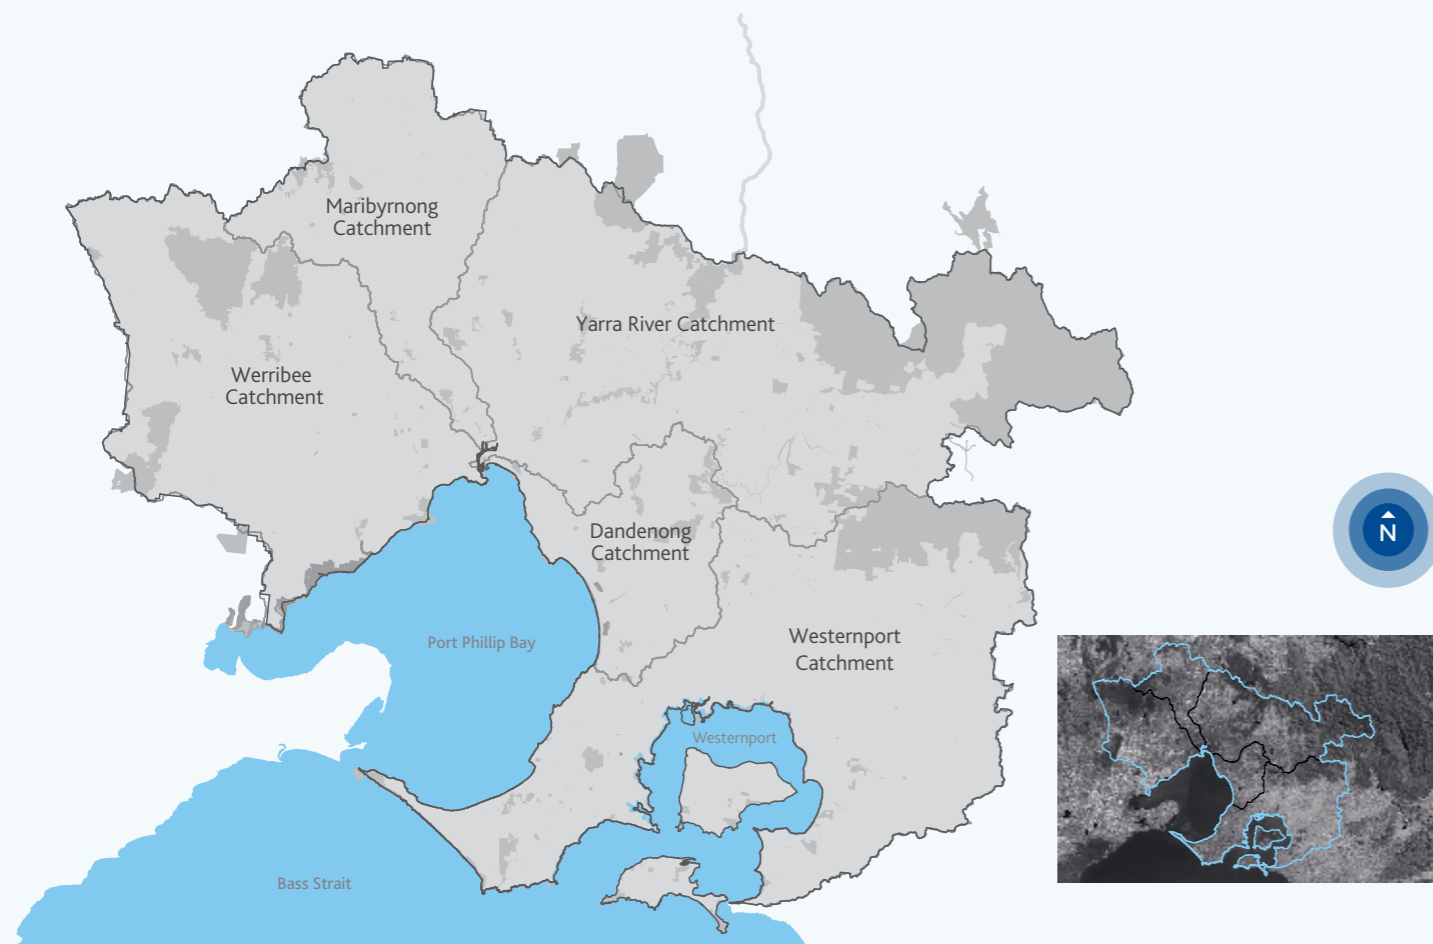 Maribyrnong
Catchment
Yarra River Catchment
Werribee
Catchment
Dandenong
Catchment
N
Port Phillip Bay
Westernport
Catchment
Westernport
Bass Strait